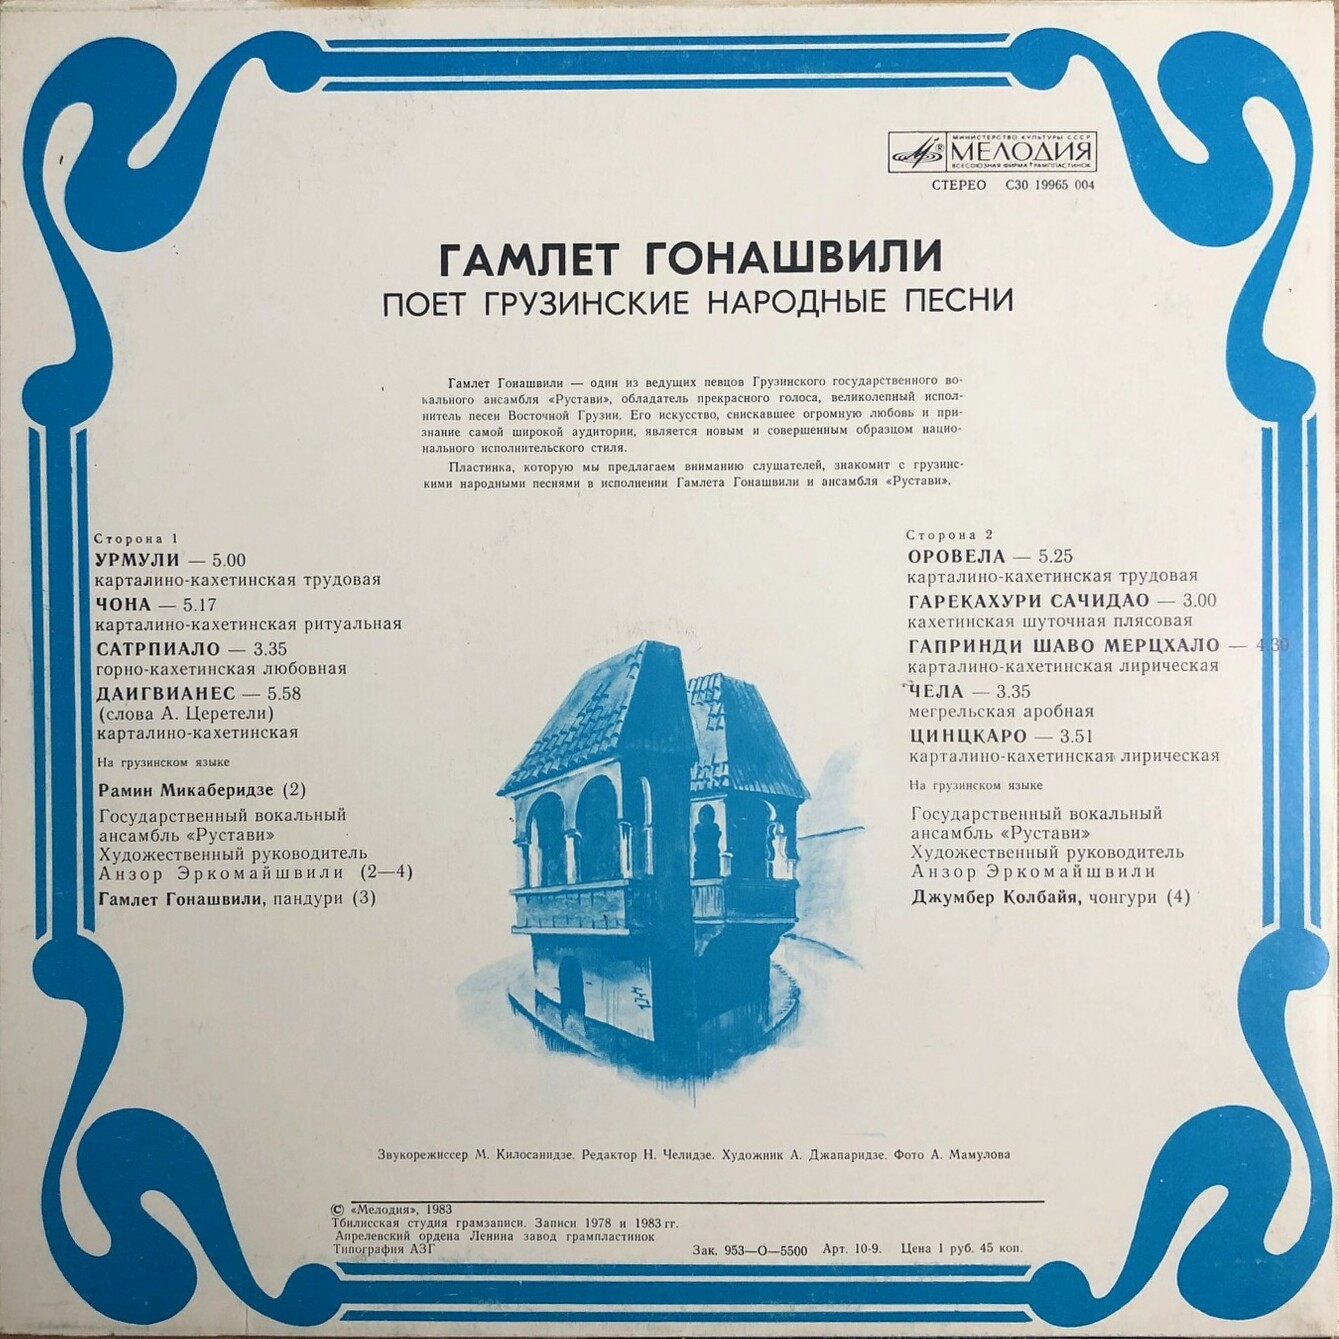 МИНИСТЕРСТВО КУЛЬТУРЫ СССР
МЕЛОДИЯ
ВСЕСОЮЗНАЯ ФИРМА ГРАМПЛАСТИНОК
СТЕРЕО С30 19965 004
ГАМЛЕТ ГОНАШВИЛИ
ПОЕТ ГРУЗИНСКИЕ НАРОДНЫЕ ПЕСНИ
Гамлет Гонашвили — один из ведущих певцов Грузинского государственного во-
кального ансамбля «Рустави», обладатель прекрасного голоса, великолепный испол-
нитель песен Восточной Грузии. Его искусство, снискавшее огромную любовь и при-
знание самой широкой аудитории, является новым и совершенным образцом нацио-
нального исполнительского стиля.
Пластинка, которую мы предлагаем вниманию слушателей, знакомит с грузинс-
кими народными песнями в исполнении Гамлета Гонашвили и ансамбля «Рустави».
Сторона 1
УРМУЛИ — 5.00
карталино-кахетинская трудовая
ЧОНА — 5.17
карталино-кахетинская ритуальная
САТРПИАЛО — 3.35
горно-кахетинская любовная
ДАИГВИАНЕС — 5.58
(слова А. Церетели)
карталино-кахетинская
На грузинском языке
Рамин Микаберидзе (2)
Государственный вокальный
ансамбль «Рустави»
Художественный руководитель
Анзор Эркомайшвили (2—4)
Гамлет Гонашвили, пандури (3)
Сторона 2
ОРОВЕЛА — 5.25
карталино-кахетинская трудовая
ГАРЕКАХУРИ САЧИДАО — 3.00
кахетинская шуточная плясовая
ГАПРИНДИ ШАВО МЕРЦХАЛО — 4.30
карталино-кахетинская лирическая
ЧЕЛА — 3.35
мегрельская аробная
ЦИНЦКАРО — 3.51
карталино-кахетинская лирическая
На грузинском языке
Государственный вокальный
ансамбль «Рустави»
Художественный руководитель
Анзор Эркомайшвили
Джумбер Колбайя, чонгури (4)
Звукорежиссер М. Килосанидзе. Редактор Н. Челидзе. Художник А. Джапаридзе. Фото А. Мамулова
© «Мелодия», 1983
Тбилисская студия грамзаписи. Записи 1978 и 1983 гг.
Апрелевский ордена Ленина завод грампластинок
Типография АЗГ Зак. 953—О—5500 Арт. 10-9. Цена 1 руб. 45 коп.